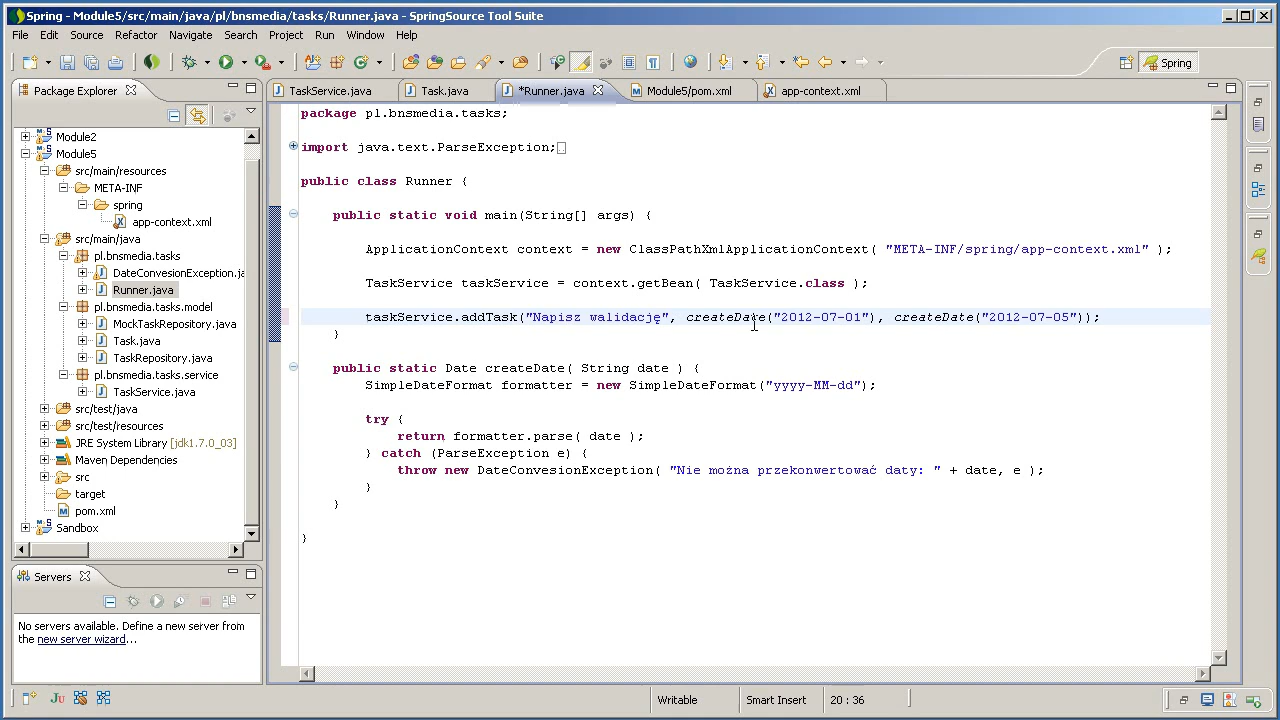 Spring - Module5/src/main/java/pl/bnsmedia/tasks/Runner.java - SpringSource Tool Suite
File Edit Source Refactor Navigate Search Project Run Window Help
Spring
Package Explorer
TaskService.java
Task.java
*Runner.java
Module5/pom.xml
app-context.xml
Module2
Module5
src/main/resources
META-INF
spring
app-context.xml
src/main/java
pl.bnsmedia.tasks
DateConvesionException.ja
Runner.java
pl.bnsmedia.tasks.model
MockTaskRepository.java
Task.java
TaskRepository.java
pl.bnsmedia.tasks.service
TaskService.java
src/test/java
src/test/resources
JRE System Library [jdk1.7.0_03]
Maven Dependencies
src
target
pom.xml
Sandbox
package pl.bnsmedia.tasks;
import java.text.ParseException;
public class Runner {
public static void main(String[] args) {
ApplicationContext context = new ClassPathXmlApplicationContext( "META-INF/spring/app-context.xml" );
TaskService taskService = context.getBean( TaskService.class );
taskService.addTask("Napisz walidację", createDate("2012-07-01"), createDate("2012-07-05"));
}
public static Date createDate( String date ) {
SimpleDateFormat formatter = new SimpleDateFormat("yyyy-MM-dd");
try {
return formatter.parse( date );
} catch (ParseException e) {
throw new DateConvesionException( "Nie można przekonwertować daty: " + date, e );
}
}
}
Servers
No servers available. Define a new server from
the new server wizard...
Ju
Writable
Smart Insert
20 : 36